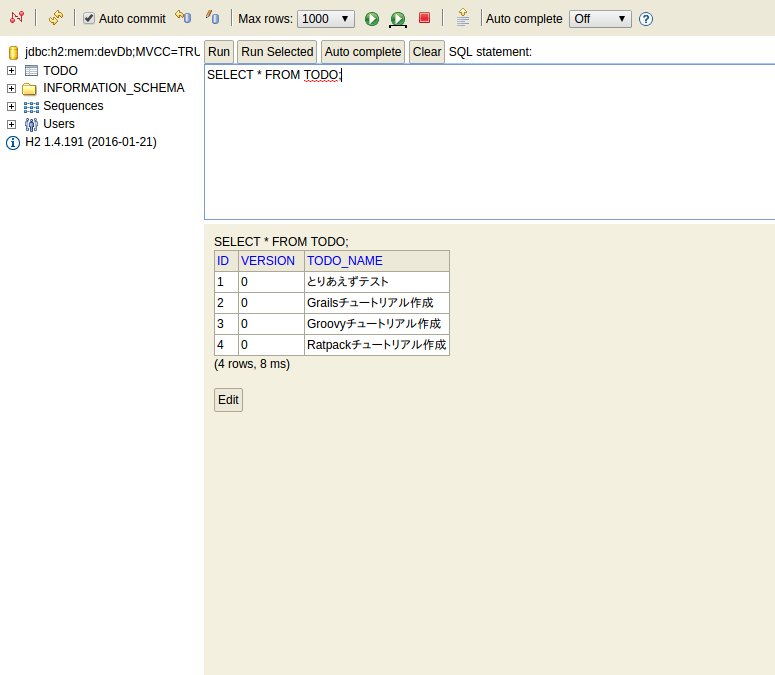 Auto commit Max rows: 1000 Auto complete Off
jdbc:h2:mem:devDb;MVCC=TRU
TODO
INFORMATION_SCHEMA
Sequences
Users
H2 1.4.191 (2016-01-21)
Run Run Selected Auto complete Clear SQL statement:
SELECT * FROM TODO;
SELECT * FROM TODO;
ID VERSION TODO_NAME
1 0 とりあえずテスト
2 0 Grailsチュートリアル作成
3 0 Groovyチュートリアル作成
4 0 Ratpackチュートリアル作成
(4 rows, 8 ms)
Edit